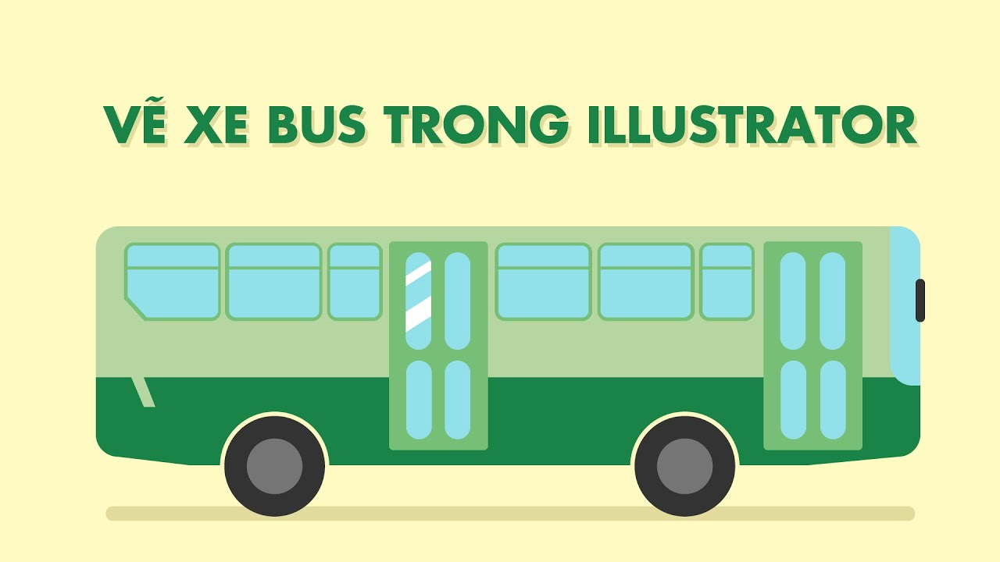 VẼ XE BUS TRONG ILLUSTRATOR